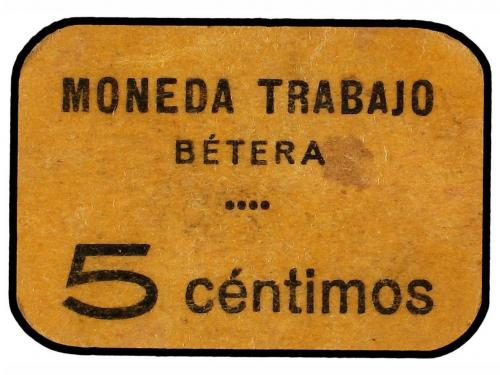 MONEDA TRABAJO
BÉTERA
....
5 céntimos